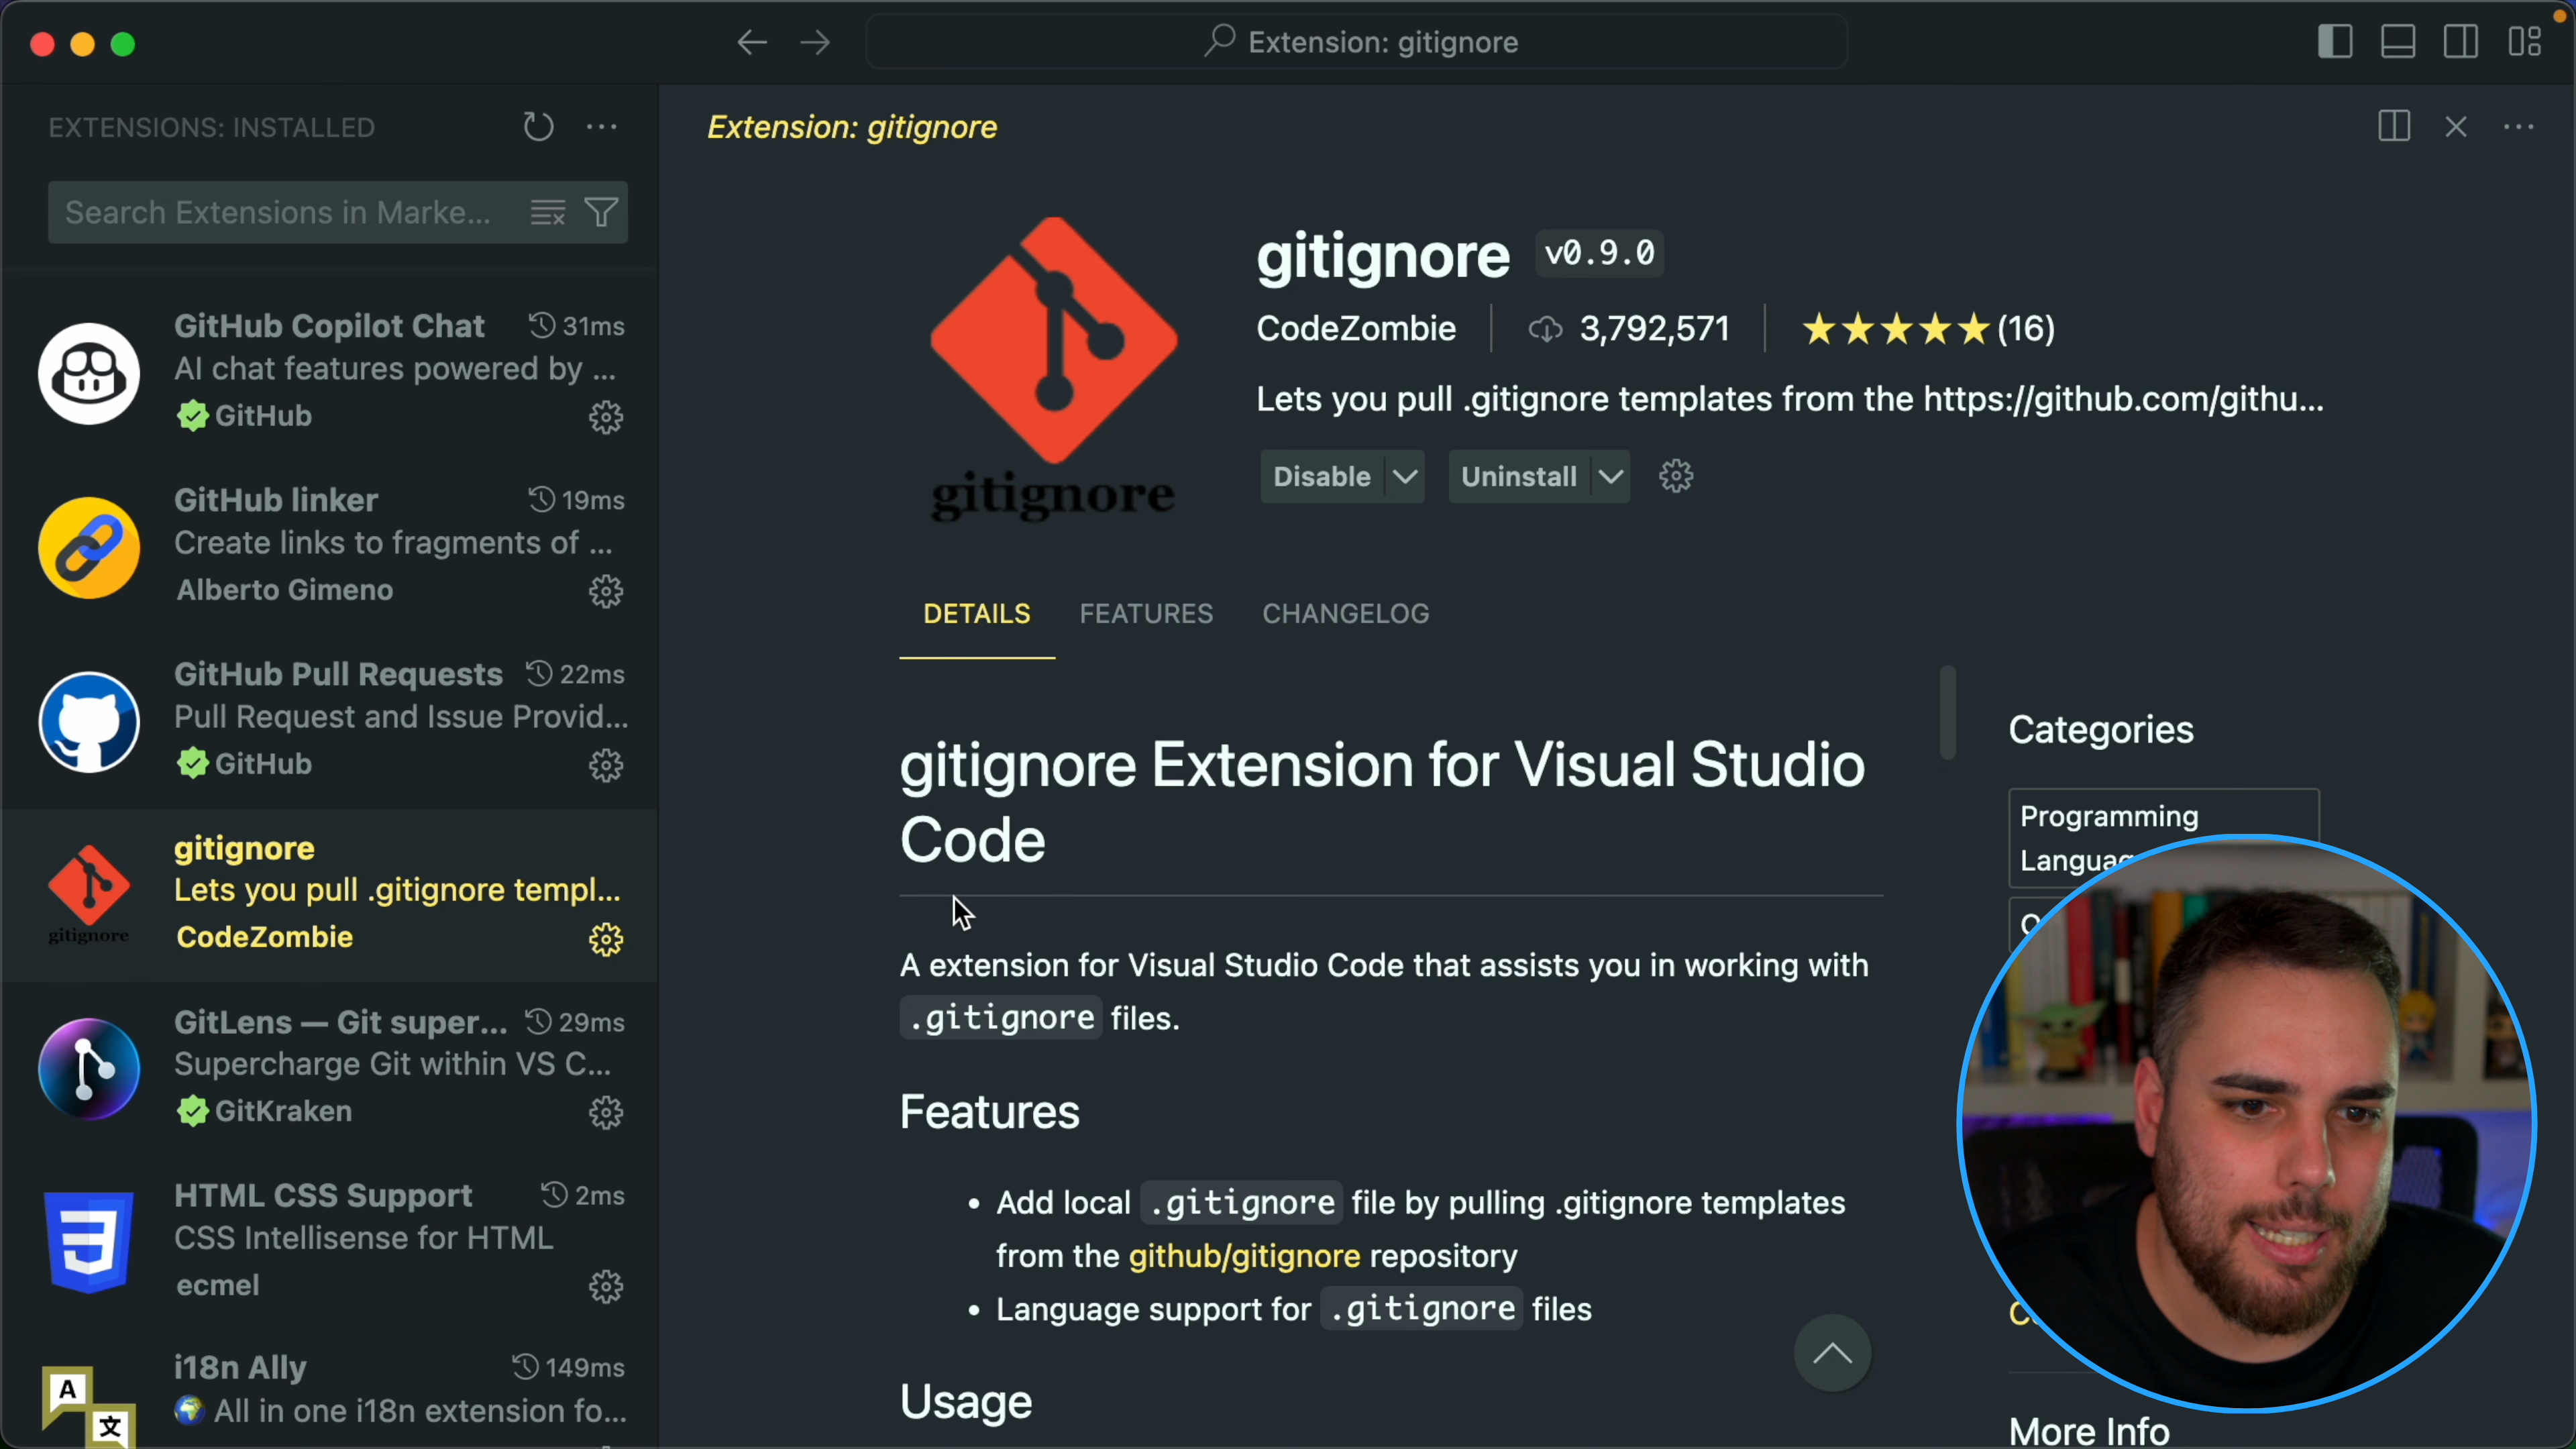 Extension: gitignore
EXTENSIONS: INSTALLED
Search Extensions in Marke...
GitHub Copilot Chat 31ms
AI chat features powered by ...
GitHub
GitHub linker 19ms
Create links to fragments of ...
Alberto Gimeno
GitHub Pull Requests 22ms
Pull Request and Issue Provid...
GitHub
gitignore
gitignore
Lets you pull .gitignore templ...
CodeZombie
GitLens — Git super... 29ms
Supercharge Git within VS C...
GitKraken
HTML CSS Support 2ms
CSS Intellisense for HTML
ecmel
i18n Ally 149ms
A
文
All in one i18n extension fo...
Extension: gitignore
gitignore
gitignore v0.9.0
CodeZombie 3,792,571 (16)
Lets you pull .gitignore templates from the https://github.com/githu...
Disable Uninstall
DETAILS FEATURES CHANGELOG
gitignore Extension for Visual Studio
Code
A extension for Visual Studio Code that assists you in working with
.gitignore files.
Features
• Add local .gitignore file by pulling .gitignore templates
from the github/gitignore repository
• Language support for .gitignore files
Usage
Categories
Programming
More Info